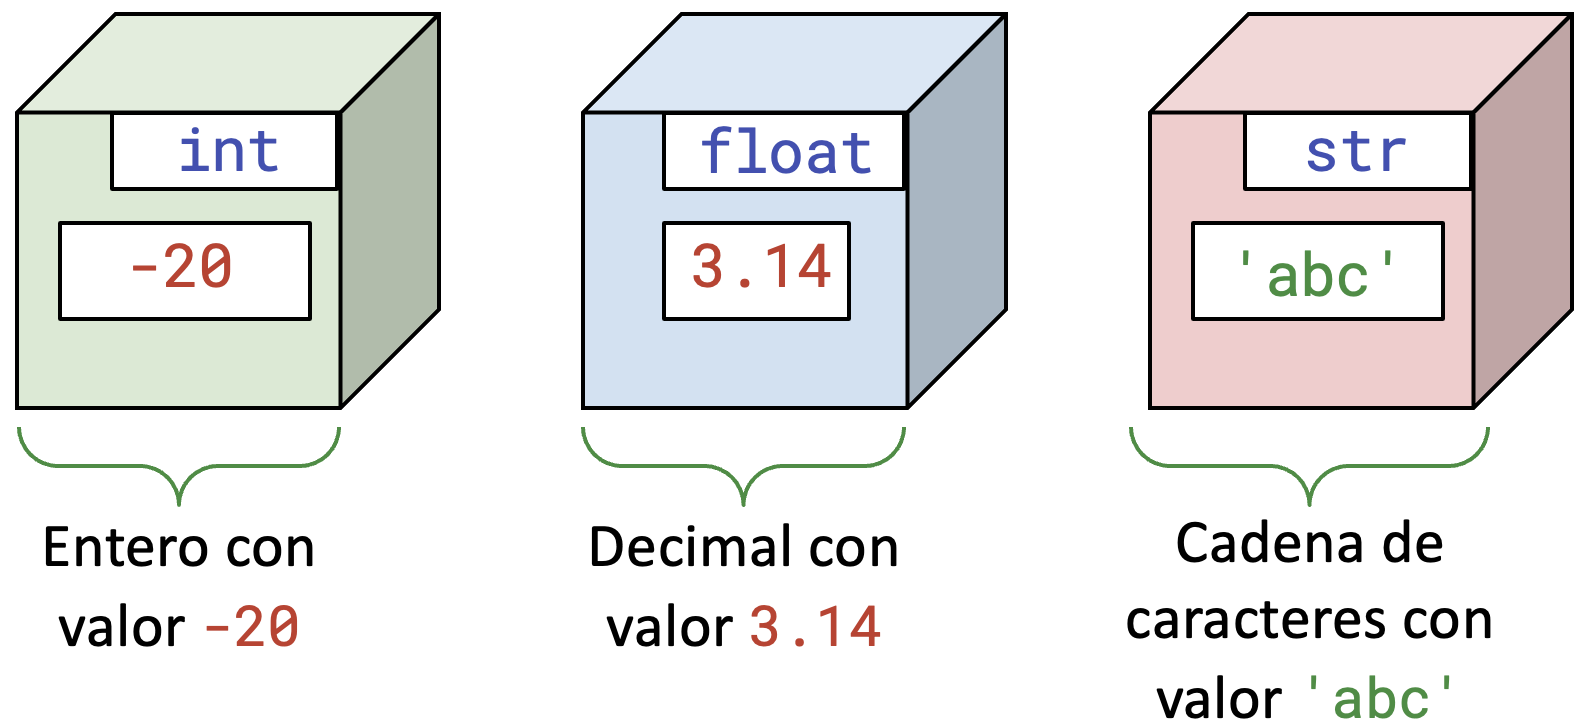 int
-20
Entero con
valor -20
float
3.14
Decimal con
valor 3.14
str
'abc'
Cadena de
caracteres con
valor 'abc'